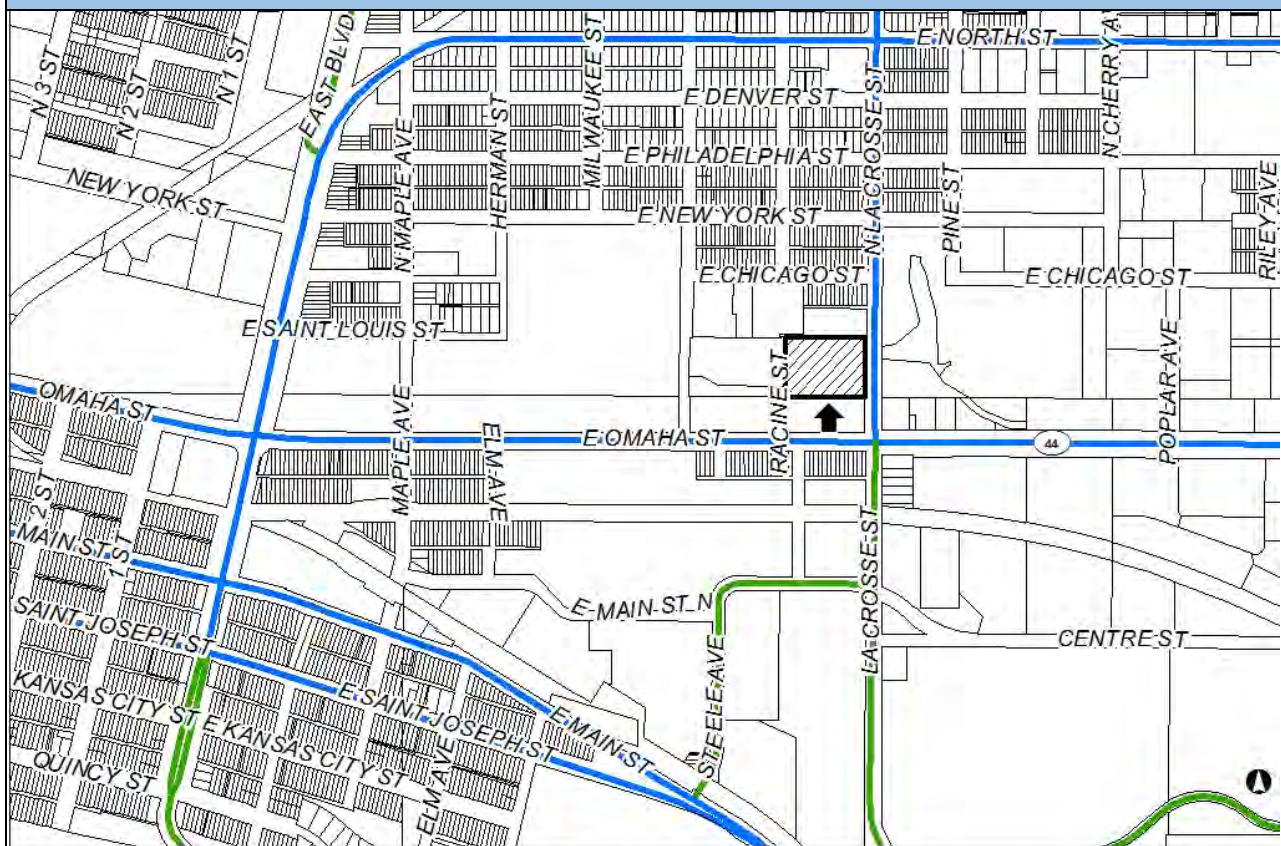 E NORTH ST
EAST BLVD
N 3 ST
N 2 ST
N 1 ST
MILWAUKEE ST
N LA CROSSE ST
N CHERRY AV
E DENVER ST
HERMAN ST
N MAPLE AVE
E PHILADELPHIA ST
PINE ST
RILEY AVE
NEW YORK ST
E NEW YORK ST
E CHICAGO ST
E CHICAGO ST
E SAINT LOUIS ST
RACINE ST
POPLAR AVE
OMAHA ST
MAPLE AVE
ELM AVE
E OMAHA ST
44
2 ST
1 ST
MAIN ST
LA CROSSE ST
E MAIN ST N
SAINT JOSEPH ST
CENTRE ST
STEELE AVE
KANSAS CITY ST
E SAINT JOSEPH ST
E MAIN ST
E KANSAS CITY ST
QUINCY ST
ELM AVE